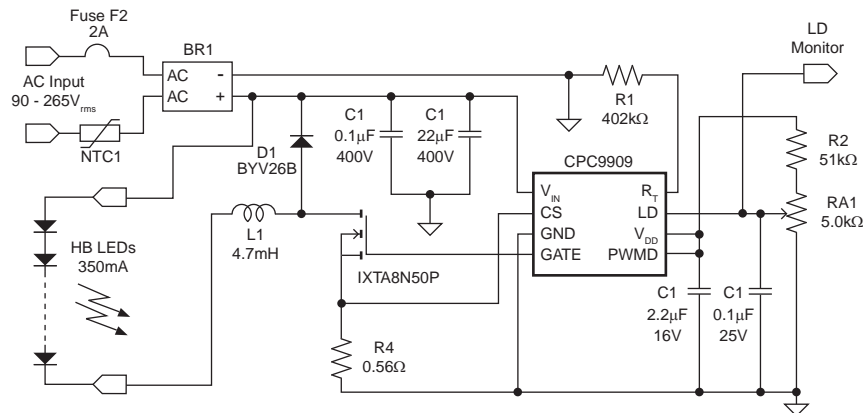 Fuse F2
2A
BR1
LD
Monitor
AC -
AC +
AC Input
90 - 265Vrms
NTC1
R1
402kΩ
C1
0.1µF
400V
C1
22µF
400V
D1
BYV26B
CPC9909
R2
51kΩ
RA1
5.0kΩ
VIN
CS
GND
GATE
RT
LD
VDD
PWMD
L1
4.7mH
HB LEDs
350mA
IXTA8N50P
C1
2.2µF
16V
C1
0.1µF
25V
R4
0.56Ω